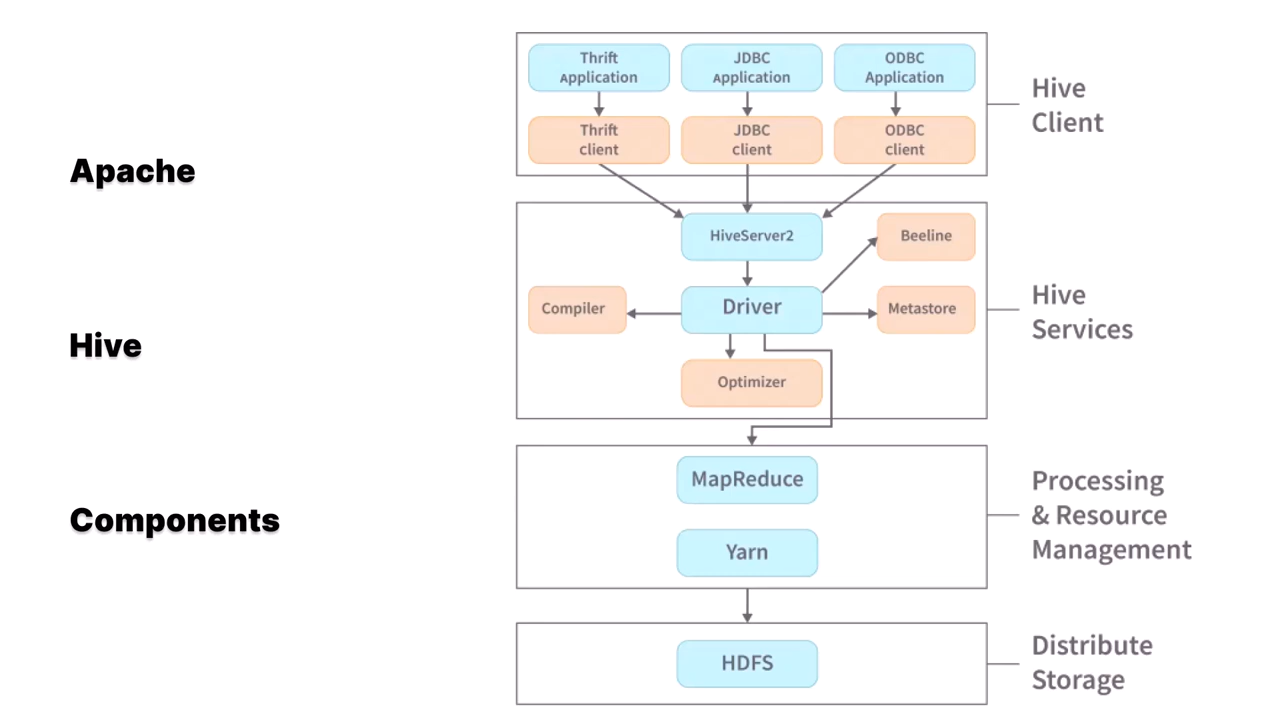 Apache
Hive
Components
Thrift
Application
JDBC
Application
ODBC
Application
Thrift
client
JDBC
client
ODBC
client
Hive
Client
HiveServer2
Beeline
Compiler
Driver
Metastore
Optimizer
Hive
Services
MapReduce
Yarn
Processing
& Resource
Management
HDFS
Distribute
Storage